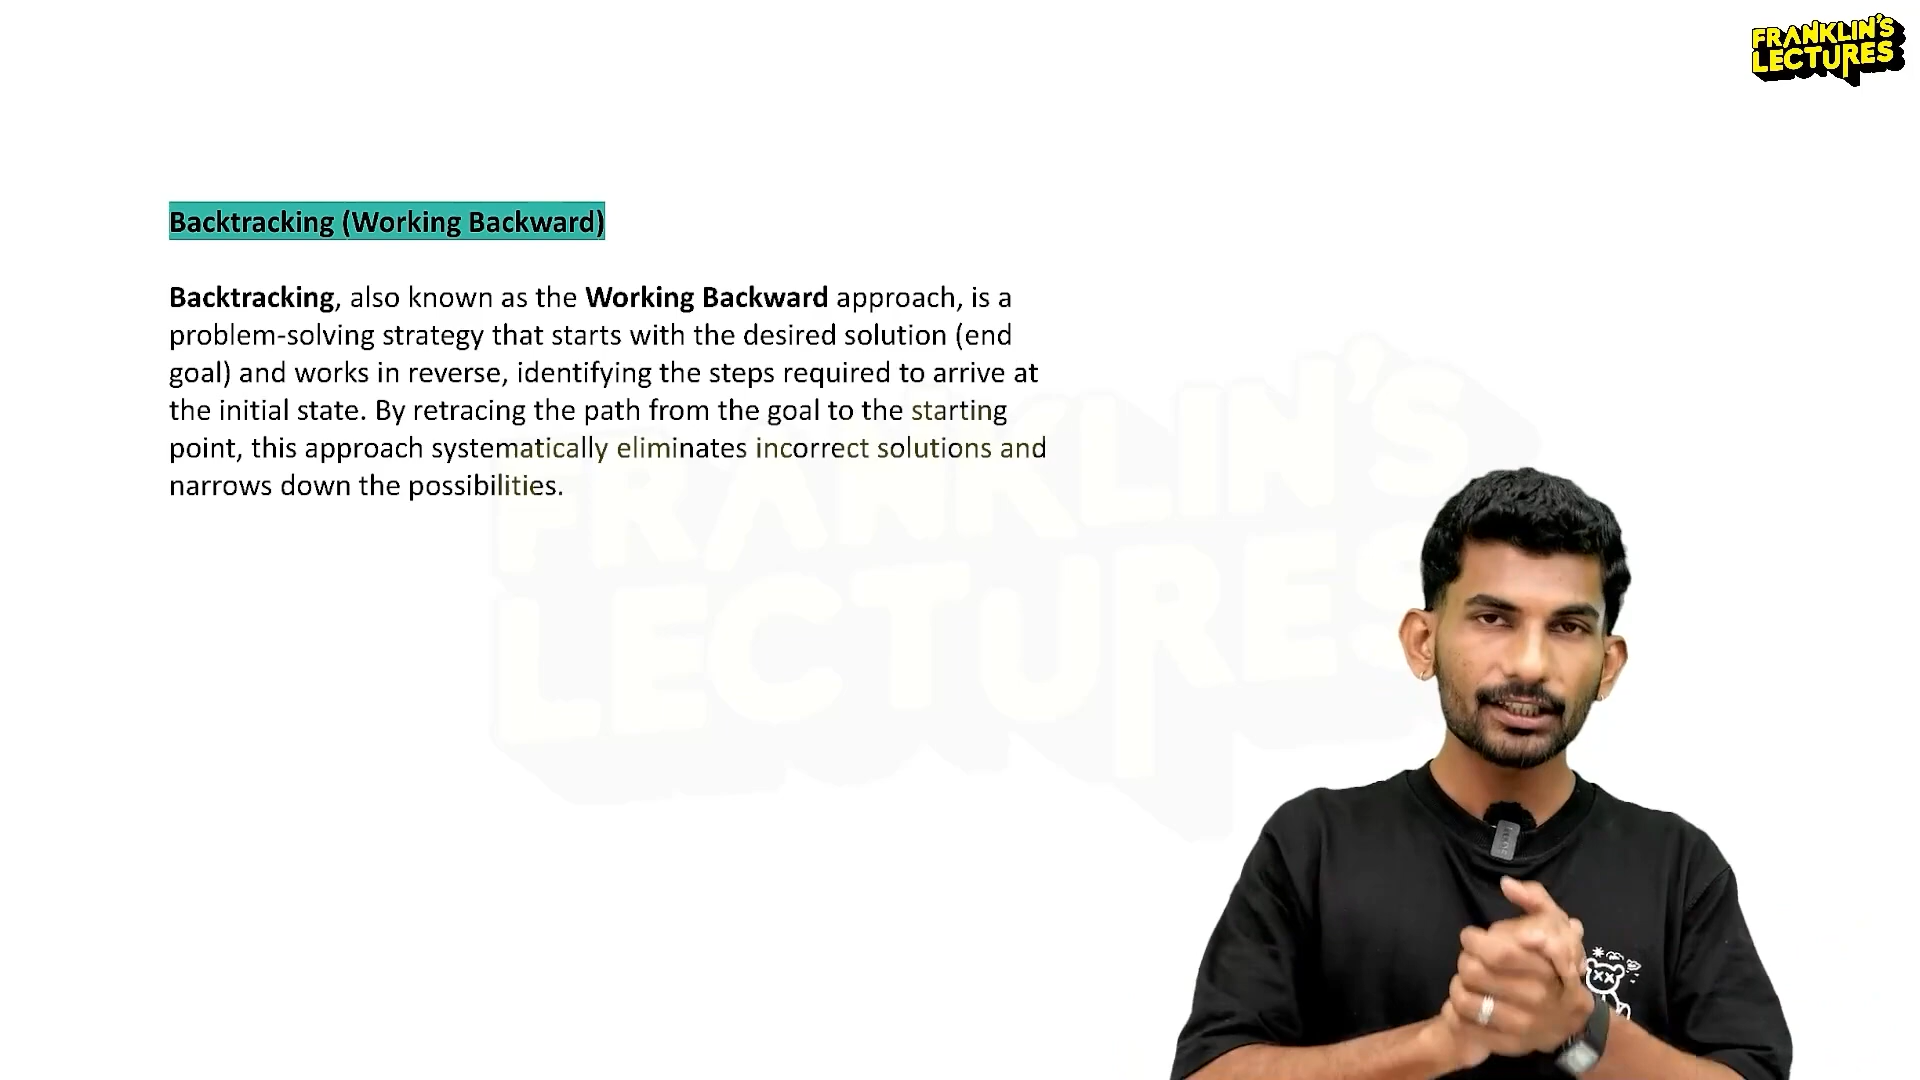 FRANKLIN'S
LECTURES
Backtracking (Working Backward)
Backtracking, also known as the Working Backward approach, is a
problem-solving strategy that starts with the desired solution (end
goal) and works in reverse, identifying the steps required to arrive at
the initial state. By retracing the path from the goal to the starting
point, this approach systematically eliminates incorrect solutions and
narrows down the possibilities.
FRANKLIN'S
LECTURES